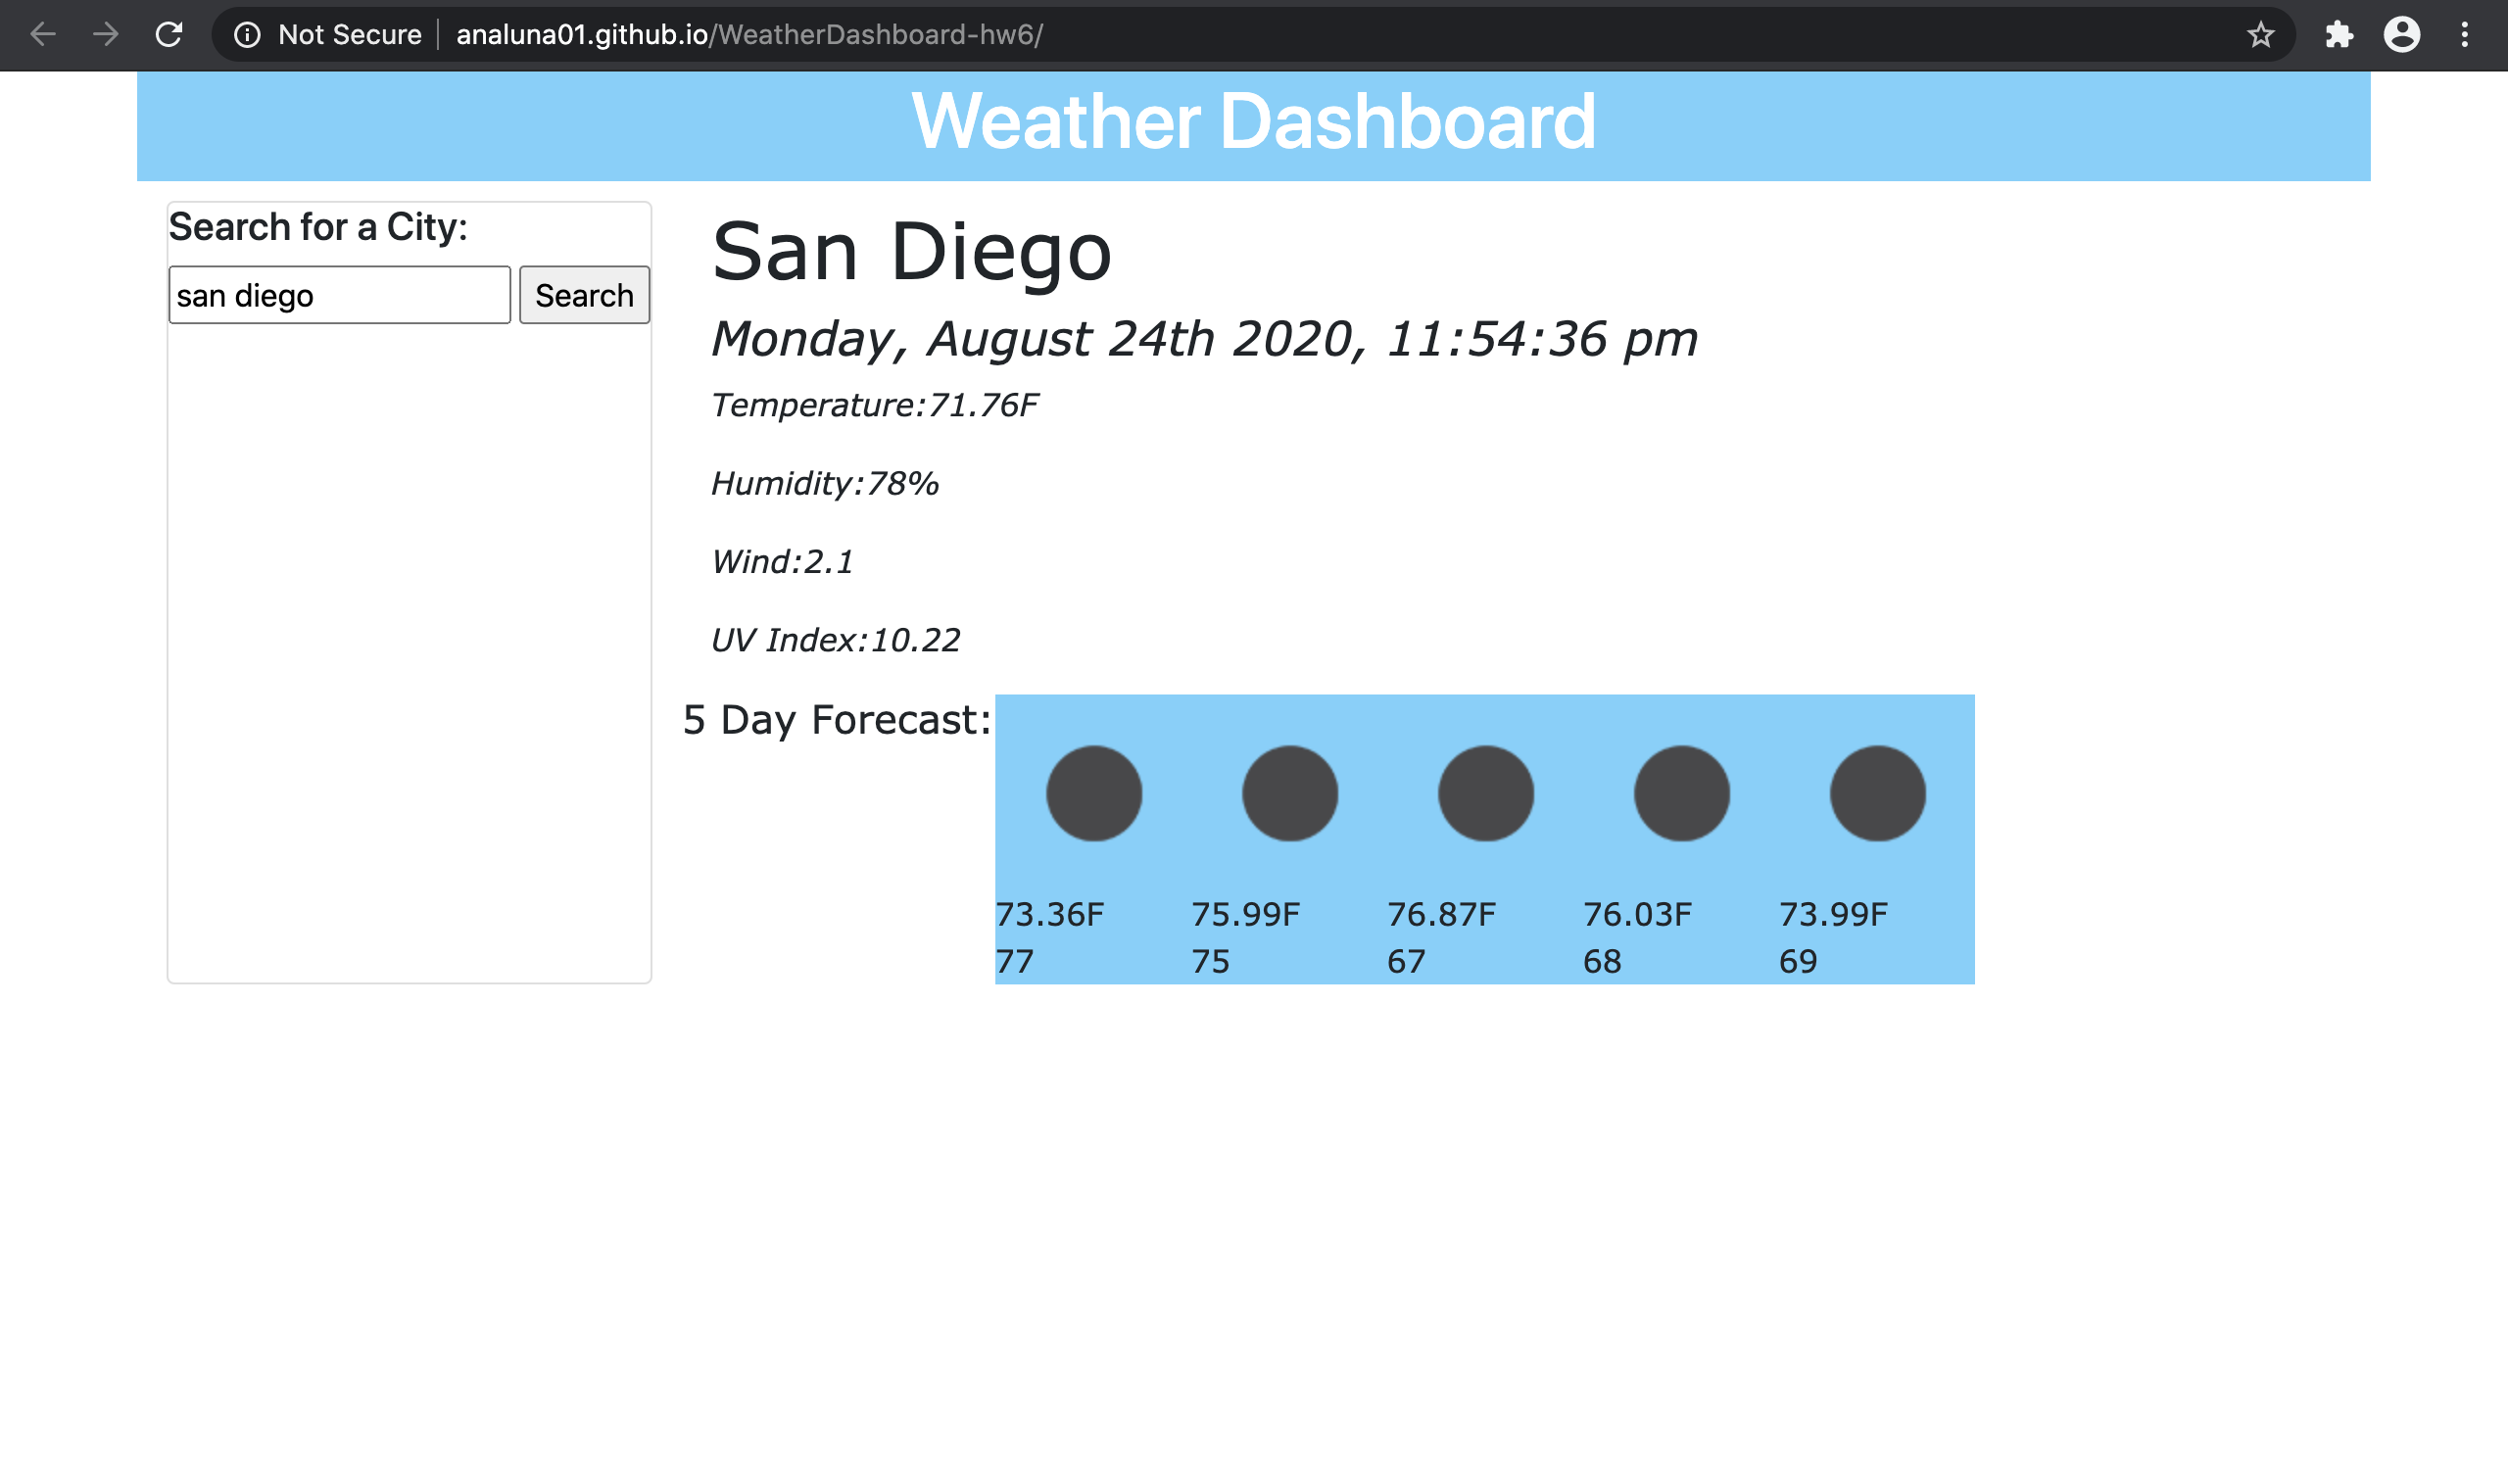 Not Secure analuna01.github.io/WeatherDashboard-hw6/
Weather Dashboard
Search for a City:
san diego Search
San Diego
Monday, August 24th 2020, 11:54:36 pm
Temperature:71.76F
Humidity:78%
Wind:2.1
UV Index:10.22
5 Day Forecast:
73.36F 75.99F 76.87F 76.03F 73.99F
77 75 67 68 69